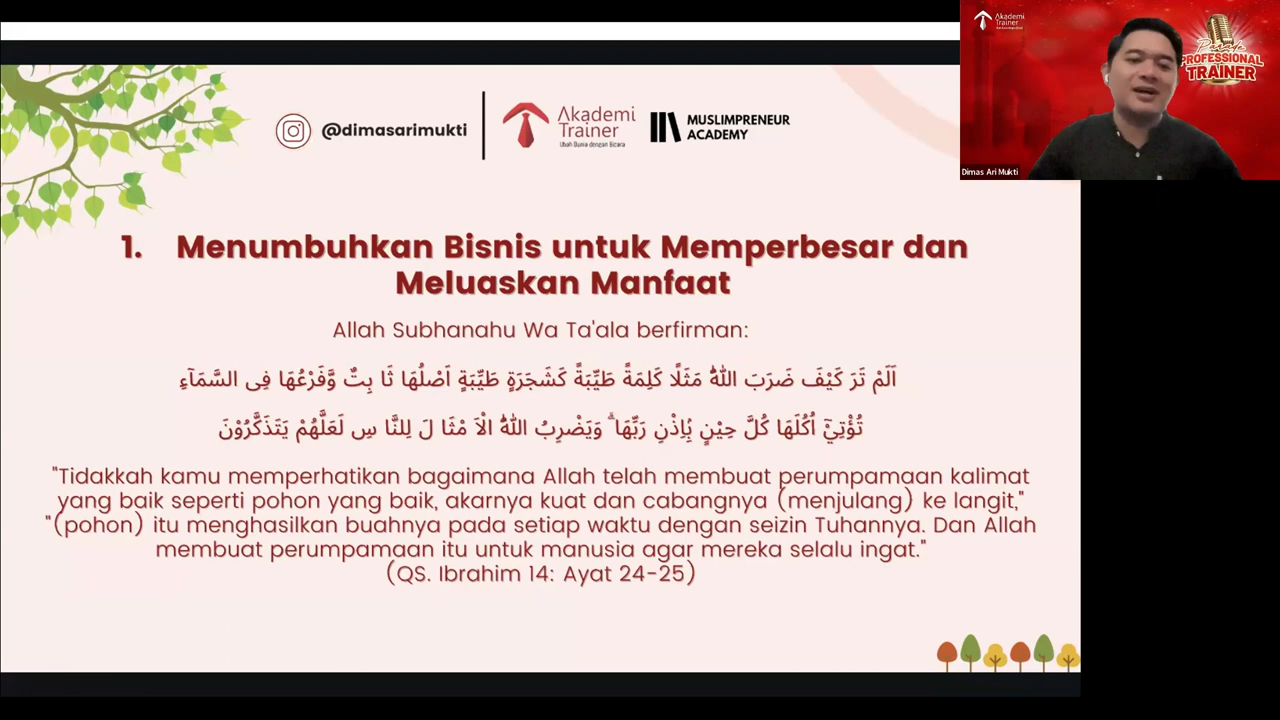 @dimasarimukti
Akademi
Trainer
Ubah Dunia dengan Bicara
MUSLIMPRENEUR
ACADEMY
1. Menumbuhkan Bisnis untuk Memperbesar dan
Meluaskan Manfaat
Allah Subhanahu Wa Ta'ala berfirman:
اَلَمْ تَرَ كَيْفَ ضَرَبَ اللّٰهُ مَثَلًا كَلِمَةً طَيِّبَةً كَشَجَرَةٍ طَيِّبَةٍ اَصْلُهَا ثَا بِتٌ وَّفَرْعُهَا فِى السَّمَآءِ
تُؤْتِيْۤ اُكُلَهَا كُلَّ حِيْنٍ بِۢاِذْنِ رَبِّهَا ۗ وَيَضْرِبُ اللّٰهُ الْاَ مْثَا لَ لِلنَّا سِ لَعَلَّهُمْ يَتَذَكَّرُوْنَ
"Tidakkah kamu memperhatikan bagaimana Allah telah membuat perumpamaan kalimat
yang baik seperti pohon yang baik, akarnya kuat dan cabangnya (menjulang) ke langit,"
"(pohon) itu menghasilkan buahnya pada setiap waktu dengan seizin Tuhannya. Dan Allah
membuat perumpamaan itu untuk manusia agar mereka selalu ingat."
(QS. Ibrahim 14: Ayat 24-25)
Akademi
Trainer
PROFESSIONAL
TRAINER
Dimas Ari Mukti